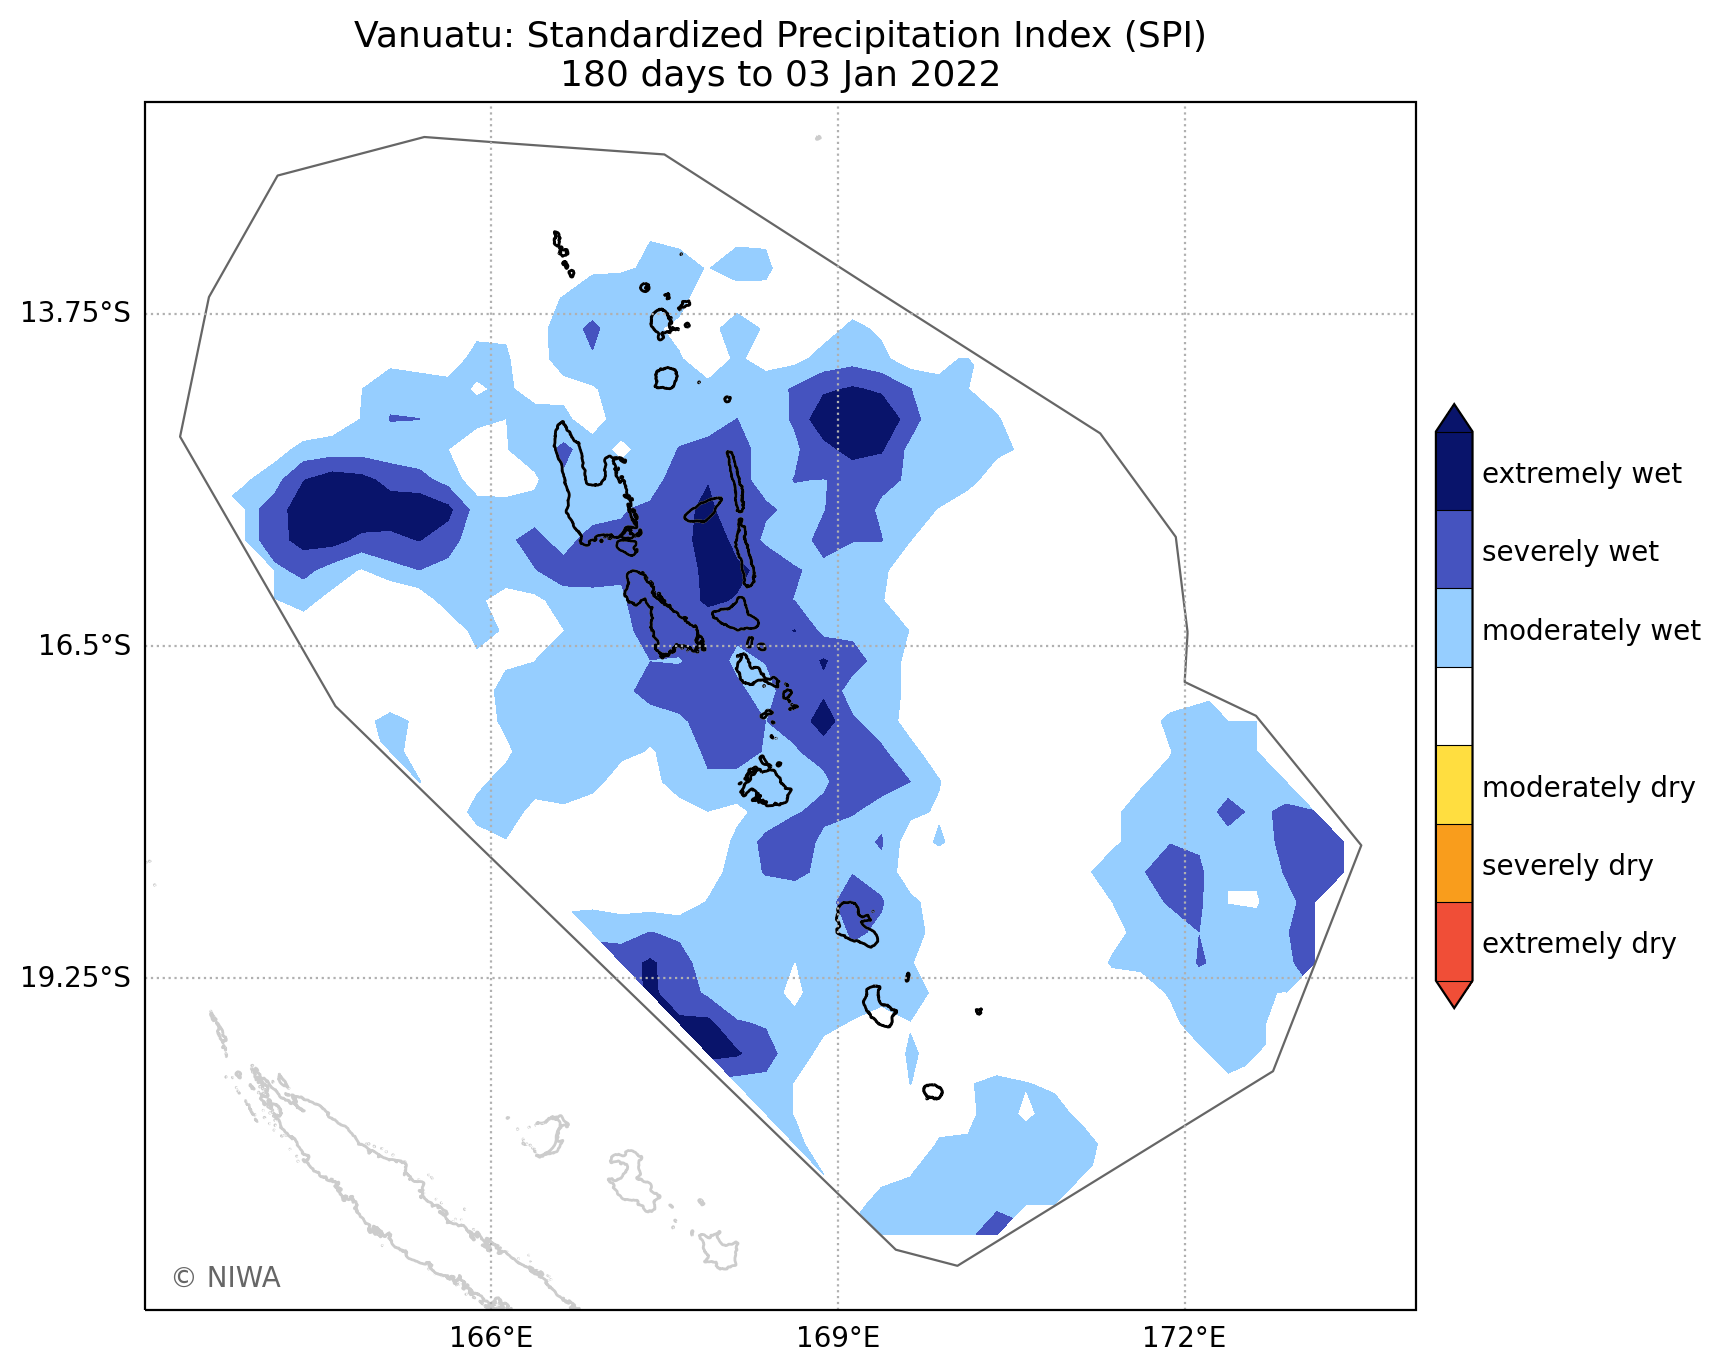 Vanuatu: Standardized Precipitation Index (SPI)
180 days to 03 Jan 2022
13.75°S
16.5°S
19.25°S
166°E
169°E
172°E
extremely wet
severely wet
moderately wet
moderately dry
severely dry
extremely dry
© NIWA